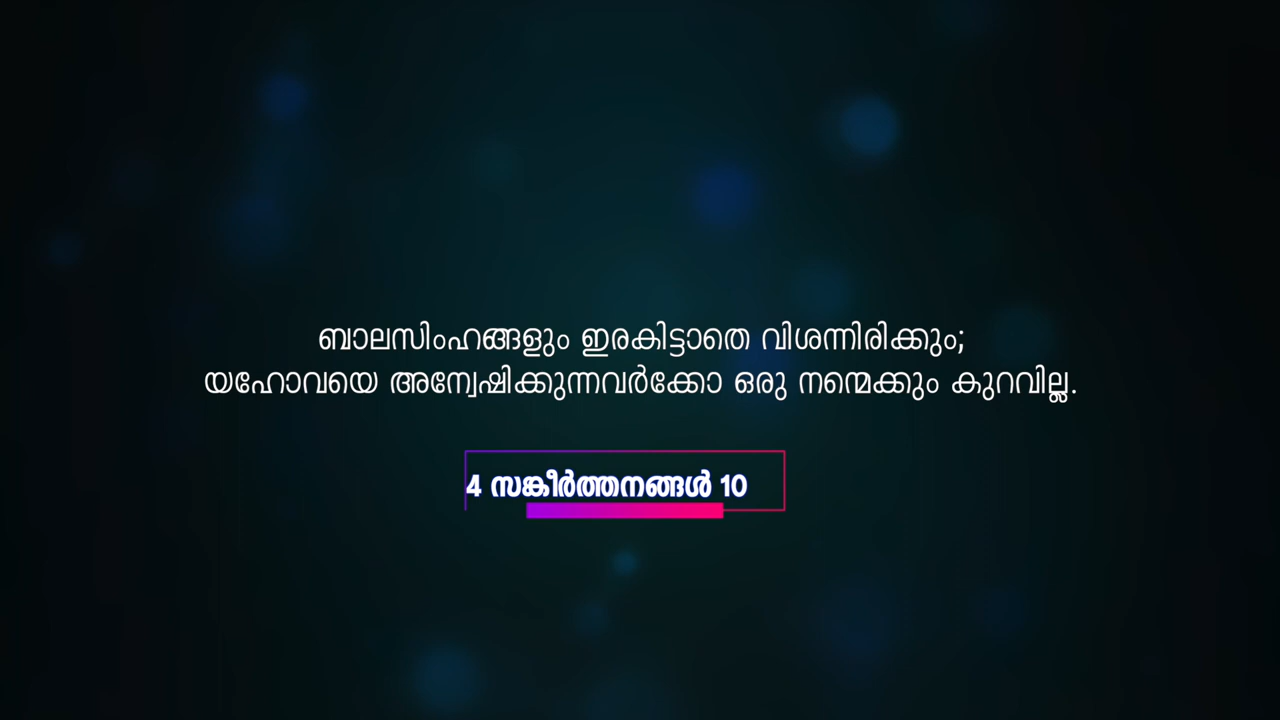 ബാലസിംഹങ്ങളും ഇരകിട്ടാതെ വിശന്നിരിക്കും;
യഹോവയെ അന്വേഷിക്കുന്നവർക്കോ ഒരു നന്മെക്കും കുറവില്ല.
4 സങ്കീർത്തനങ്ങൾ 10